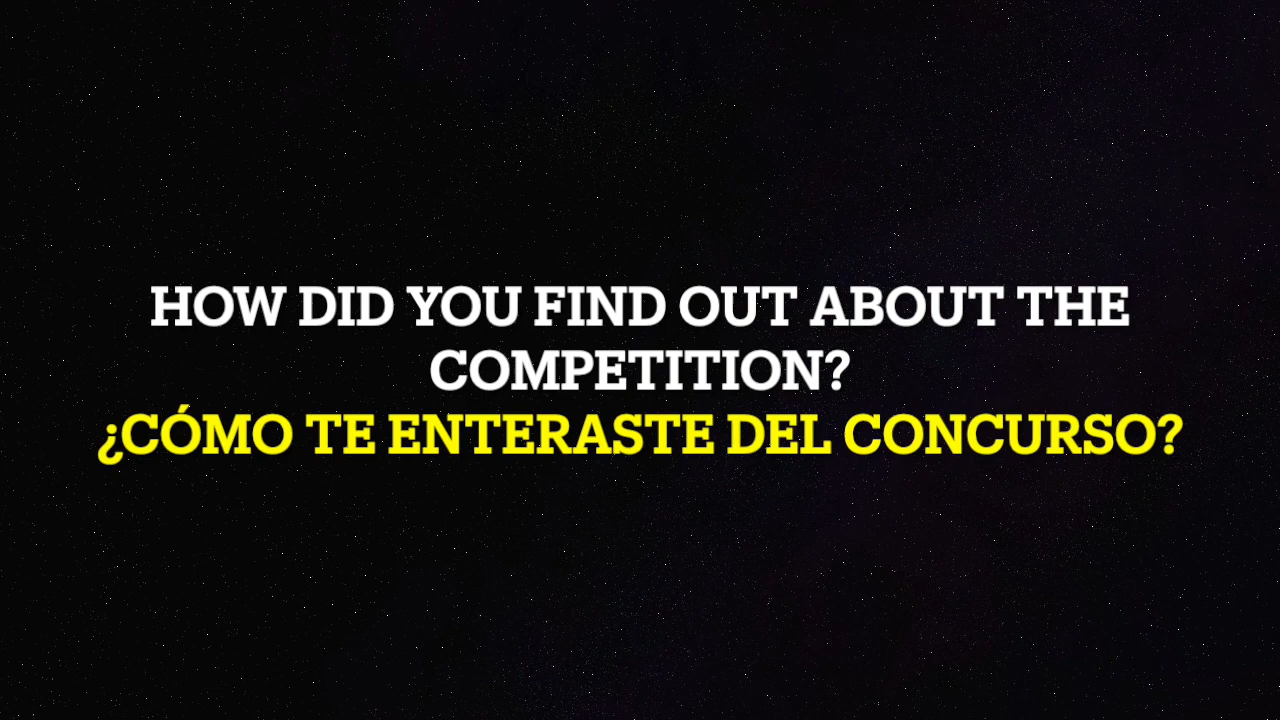 HOW DID YOU FIND OUT ABOUT THE
COMPETITION?
¿CÓMO TE ENTERASTE DEL CONCURSO?